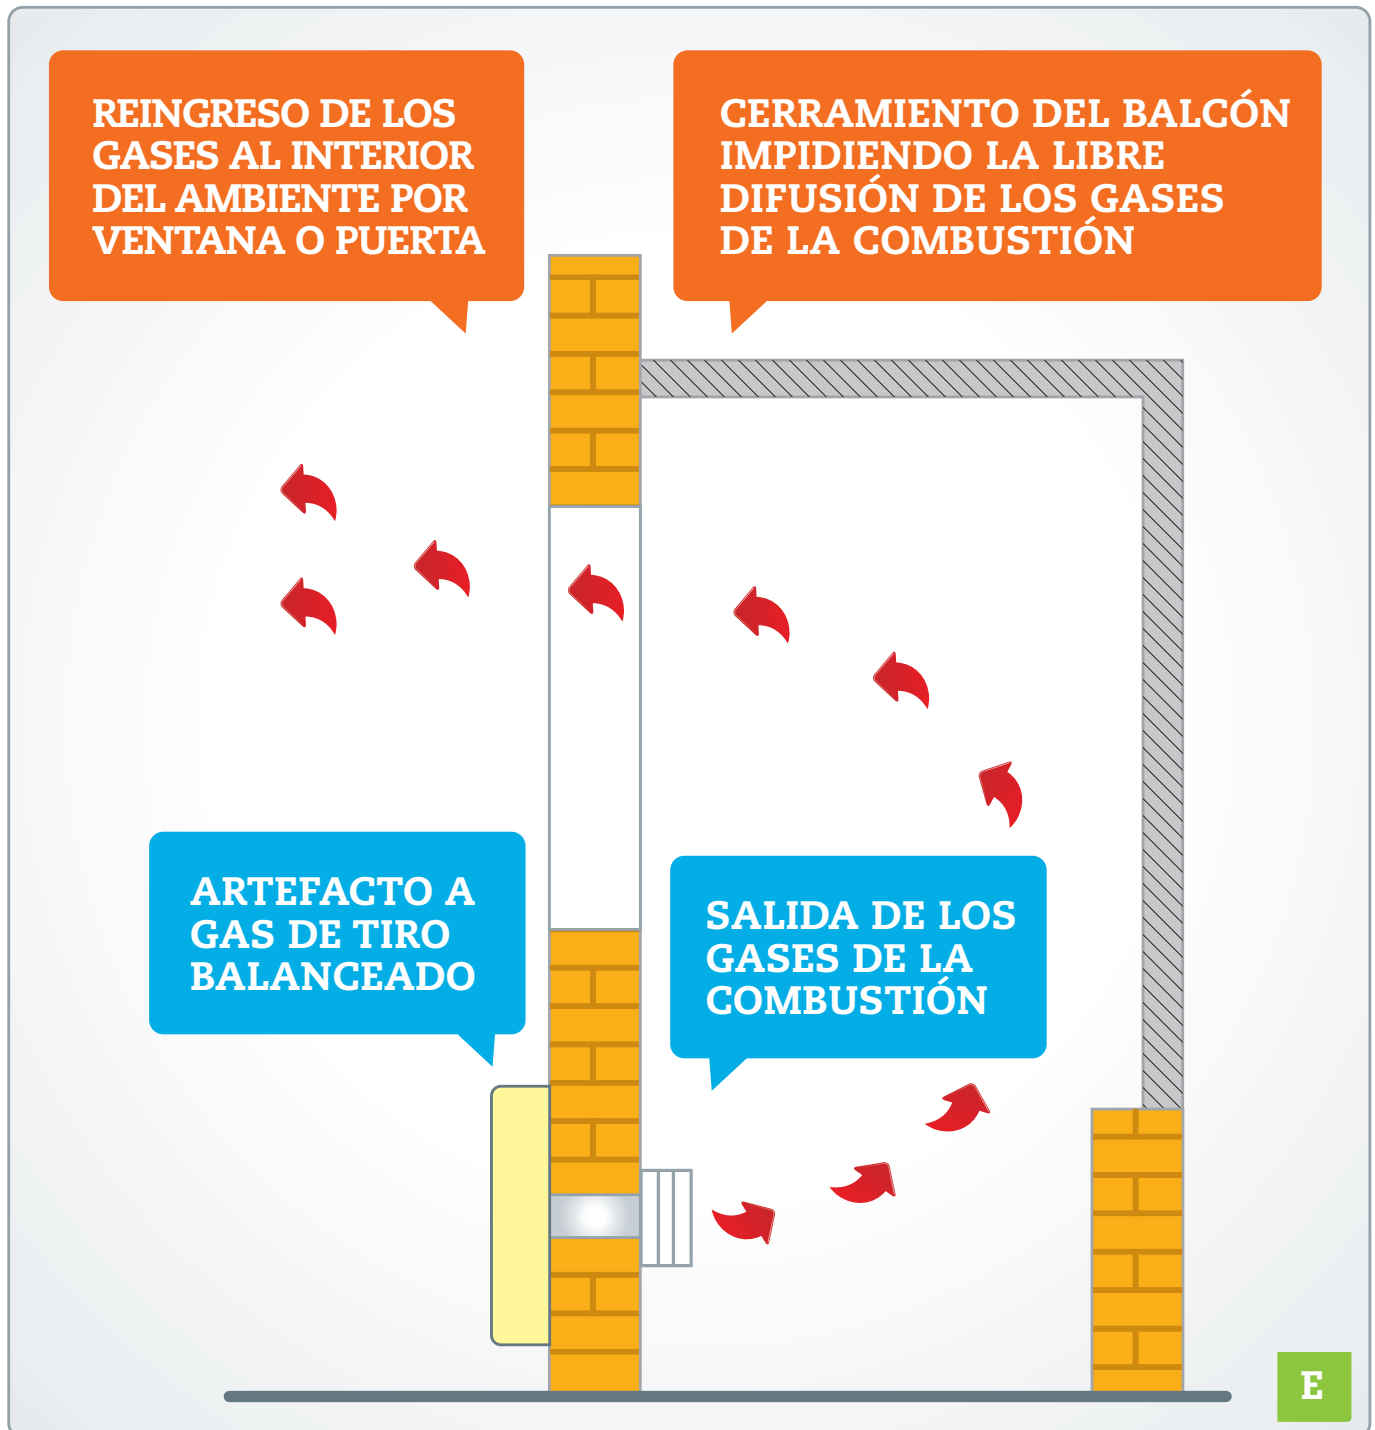 REINGRESO DE LOS
GASES AL INTERIOR
DEL AMBIENTE POR
VENTANA O PUERTA
CERRAMIENTO DEL BALCÓN
IMPIDIENDO LA LIBRE
DIFUSIÓN DE LOS GASES
DE LA COMBUSTIÓN
ARTEFACTO A
GAS DE TIRO
BALANCEADO
SALIDA DE LOS
GASES DE LA
COMBUSTIÓN
E